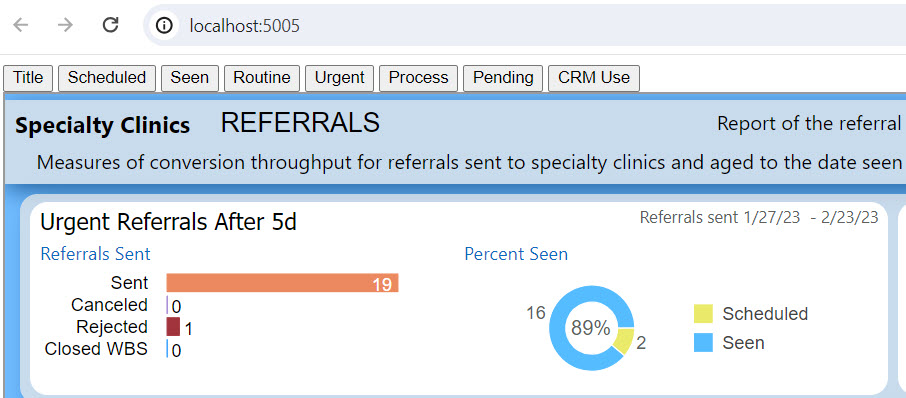 localhost:5005
Title Scheduled Seen Routine Urgent Process Pending CRM Use
Specialty Clinics REFERRALS Report of the referral
Measures of conversion throughput for referrals sent to specialty clinics and aged to the date seen
Urgent Referrals After 5d Referrals sent 1/27/23 - 2/23/23
Referrals Sent Percent Seen
Sent 19
Canceled 0
Rejected 1
Closed WBS 0
16 89% 2
Scheduled
Seen